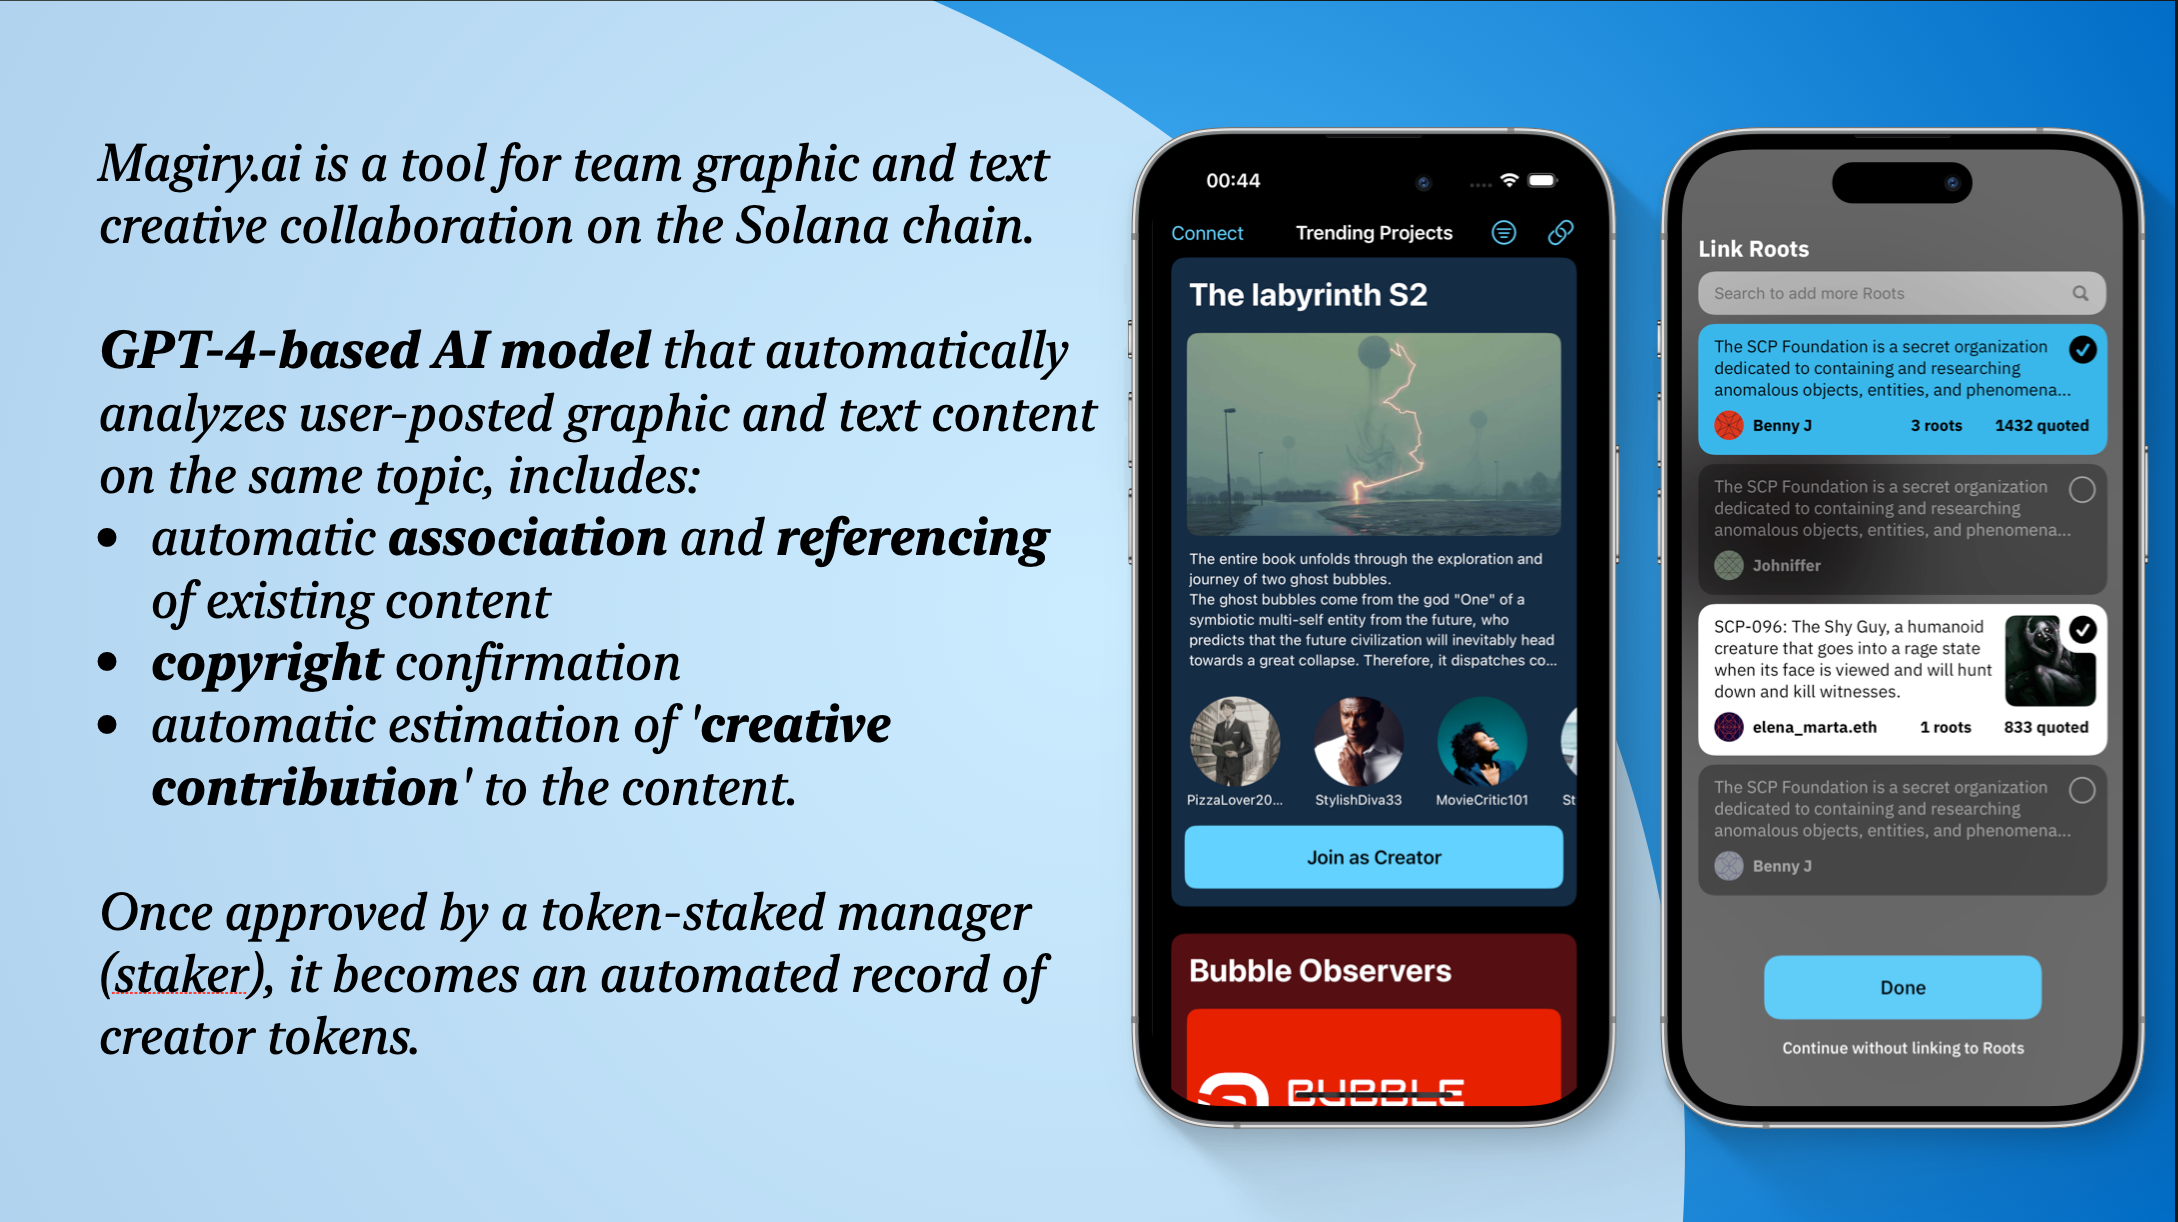 Magiry.ai is a tool for team graphic and text
creative collaboration on the Solana chain.
GPT-4-based AI model that automatically
analyzes user-posted graphic and text content
on the same topic, includes:
• automatic association and referencing
of existing content
• copyright confirmation
• automatic estimation of 'creative
contribution' to the content.
Once approved by a token-staked manager
(staker), it becomes an automated record of
creator tokens.
00:44
Connect Trending Projects
The labyrinth S2
The entire book unfolds through the exploration and
journey of two ghost bubbles.
The ghost bubbles come from the god "One" of a
symbiotic multi-self entity from the future, who
predicts that the future civilization will inevitably head
towards a great collapse. Therefore, it dispatches co...
PizzaLover20... StylishDiva33 MovieCritic101 St
Join as Creator
Bubble Observers
BUBBLE
Link Roots
Search to add more Roots
The SCP Foundation is a secret organization
dedicated to containing and researching
anomalous objects, entities, and phenomena...
Benny J 3 roots 1432 quoted
The SCP Foundation is a secret organization
dedicated to containing and researching
anomalous objects, entities, and phenomena...
Johniffer
SCP-096: The Shy Guy, a humanoid
creature that goes into a rage state
when its face is viewed and will hunt
down and kill witnesses.
elena_marta.eth 1 roots 833 quoted
The SCP Foundation is a secret organization
dedicated to containing and researching
anomalous objects, entities, and phenomena...
Benny J
Done
Continue without linking to Roots